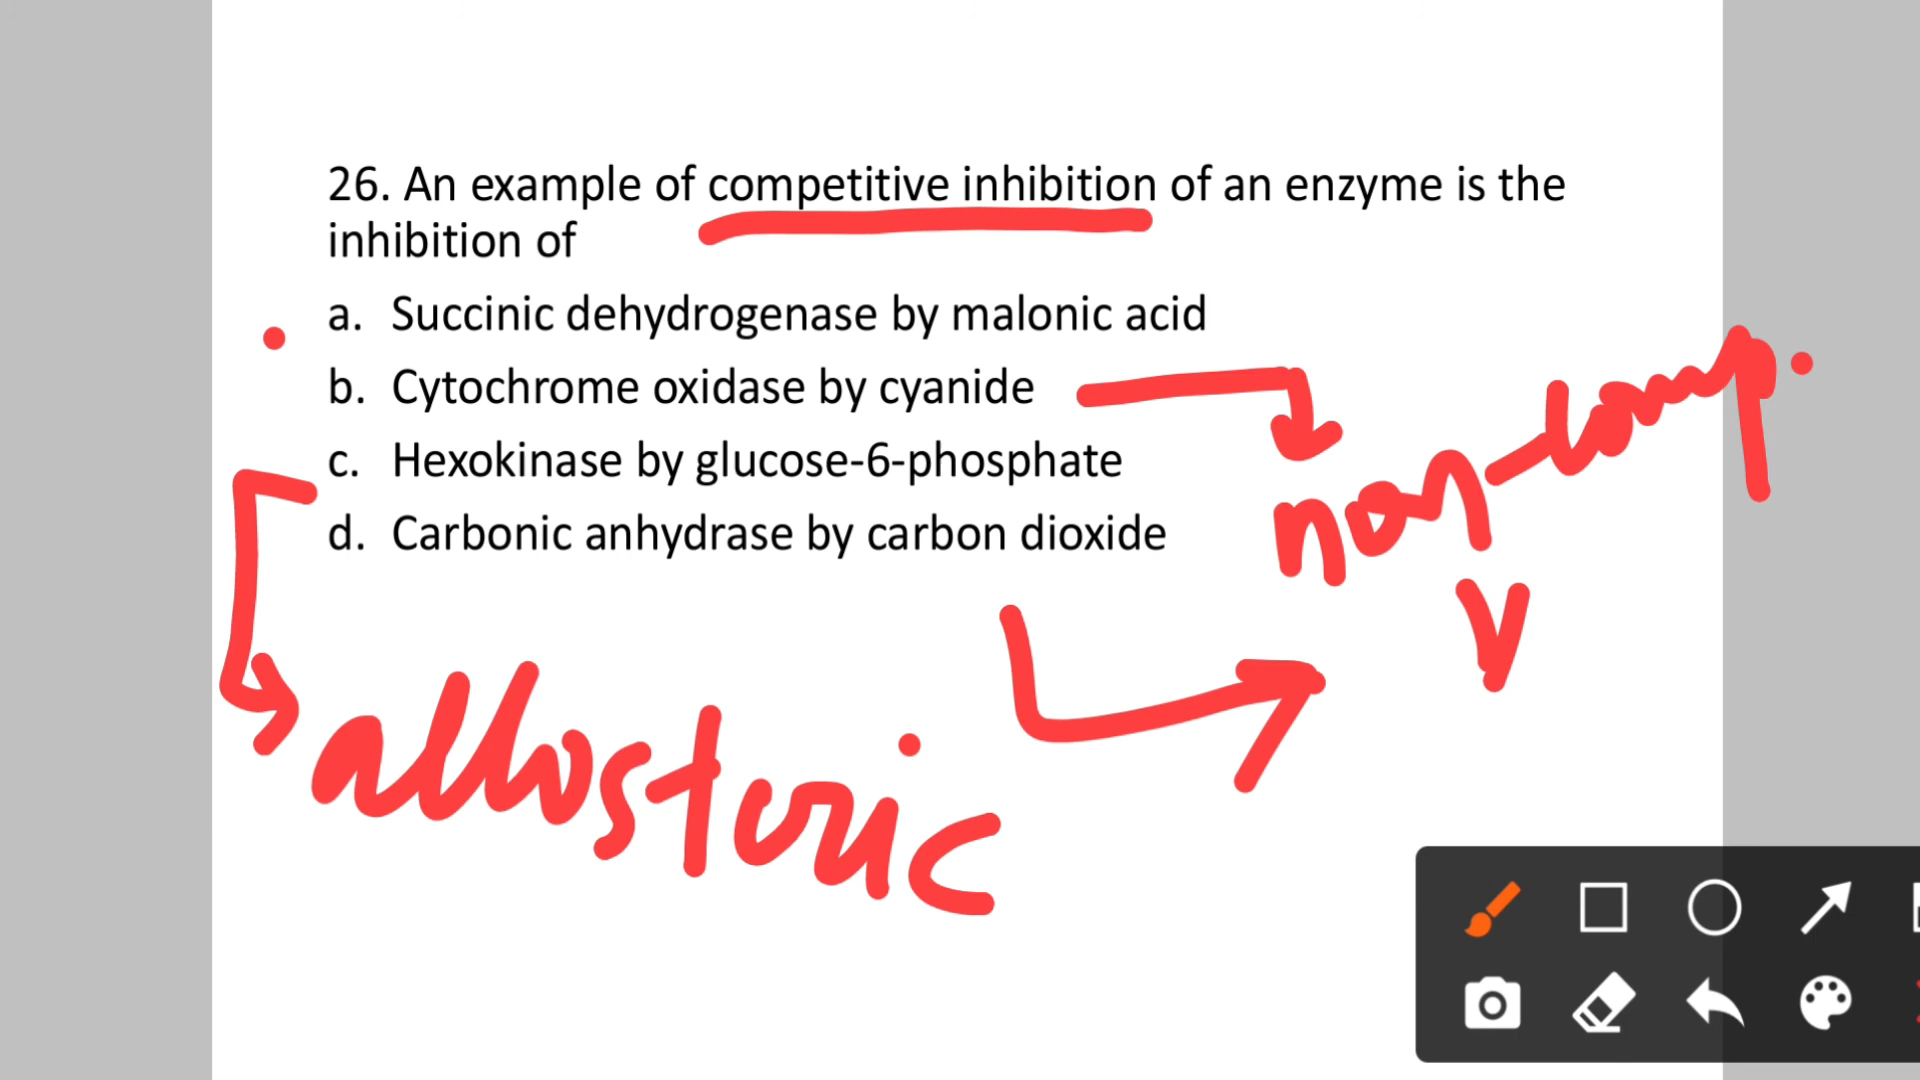 26. An example of competitive inhibition of an enzyme is the
inhibition of
a. Succinic dehydrogenase by malonic acid
b. Cytochrome oxidase by cyanide
c. Hexokinase by glucose-6-phosphate
d. Carbonic anhydrase by carbon dioxide
non-comp.
allosteric